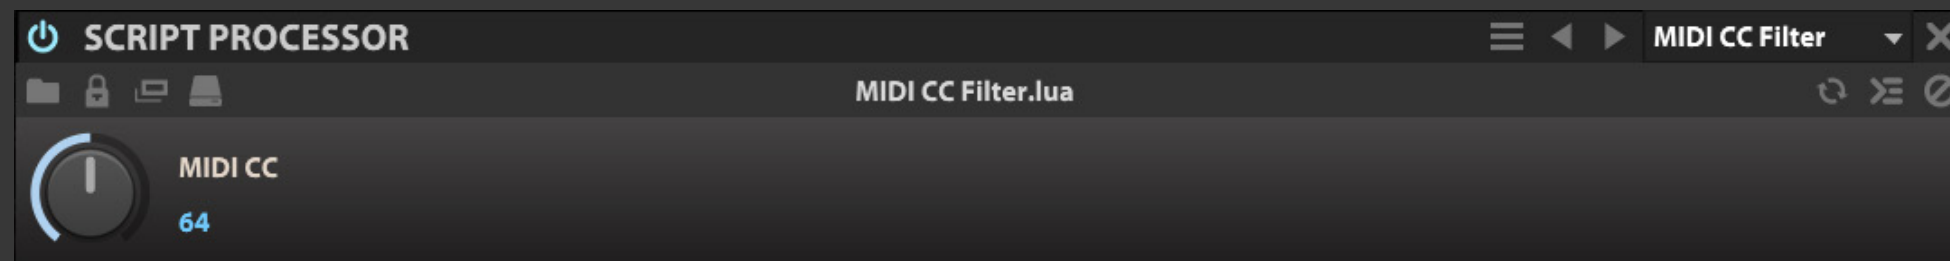 SCRIPT PROCESSOR MIDI CC Filter
MIDI CC Filter.lua
MIDI CC
64